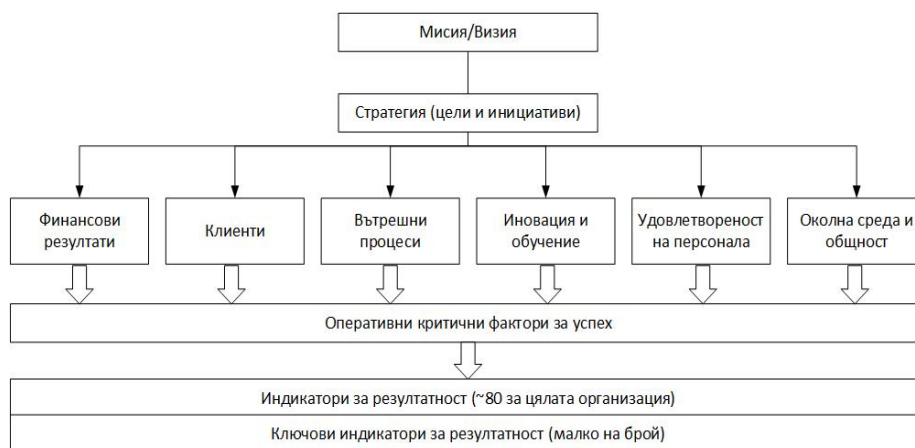 Мисия/Визия
Стратегия (цели и инициативи)
Финансови
резултати
Клиенти
Вътрешни
процеси
Иновация и
обучение
Удовлетвореност
на персонала
Околна среда и
общност
Оперативни критични фактори за успех
Индикатори за резултатност (~80 за цялата организация)
Ключови индикатори за резултатност (малко на брой)